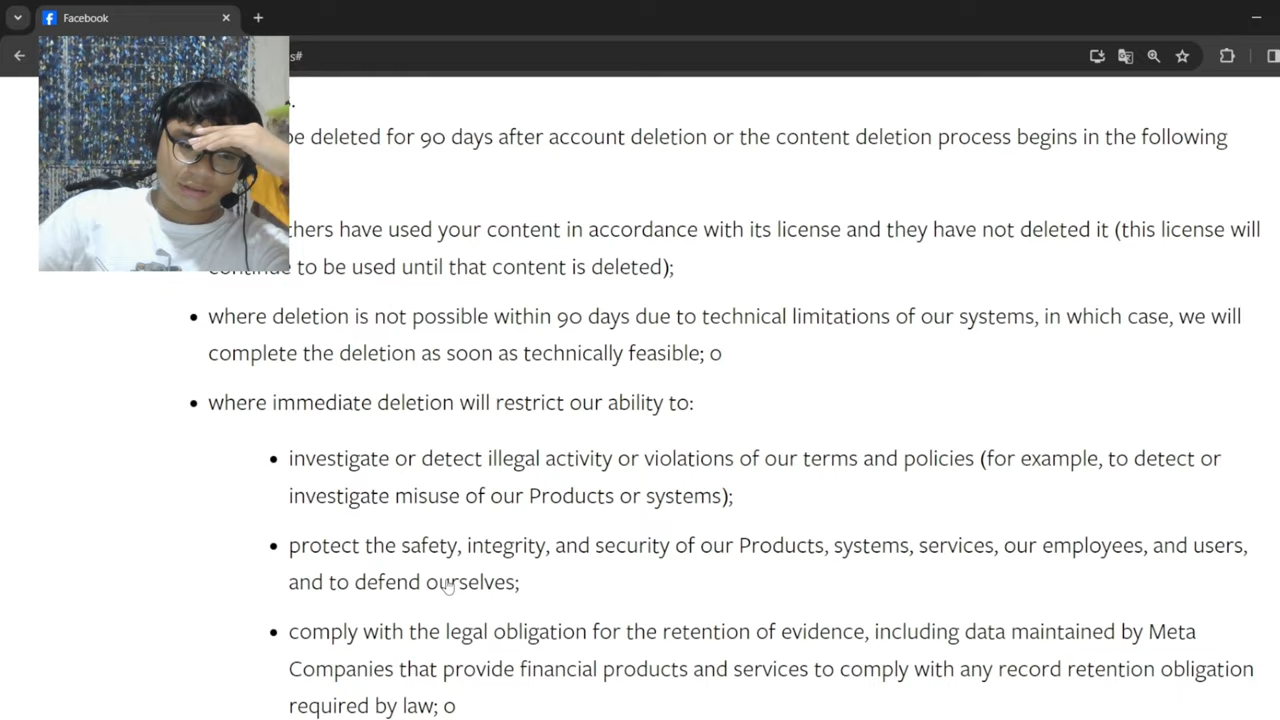 Facebook
s#
s.
be deleted for 90 days after account deletion or the content deletion process begins in the following
thers have used your content in accordance with its license and they have not deleted it (this license will
continue to be used until that content is deleted);
where deletion is not possible within 90 days due to technical limitations of our systems, in which case, we will
complete the deletion as soon as technically feasible; o
where immediate deletion will restrict our ability to:
investigate or detect illegal activity or violations of our terms and policies (for example, to detect or
investigate misuse of our Products or systems);
protect the safety, integrity, and security of our Products, systems, services, our employees, and users,
and to defend ourselves;
comply with the legal obligation for the retention of evidence, including data maintained by Meta
Companies that provide financial products and services to comply with any record retention obligation
required by law; o